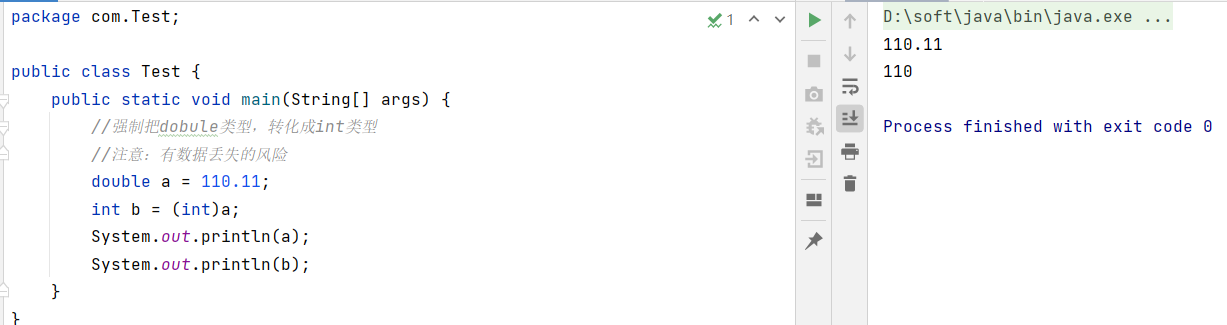 package com.Test;
1
public class Test {
public static void main(String[] args) {
//强制把dobule类型，转化成int类型
//注意：有数据丢失的风险
double a = 110.11;
int b = (int)a;
System.out.println(a);
System.out.println(b);
}
}
D:\soft\java\bin\java.exe ...
110.11
110
Process finished with exit code 0